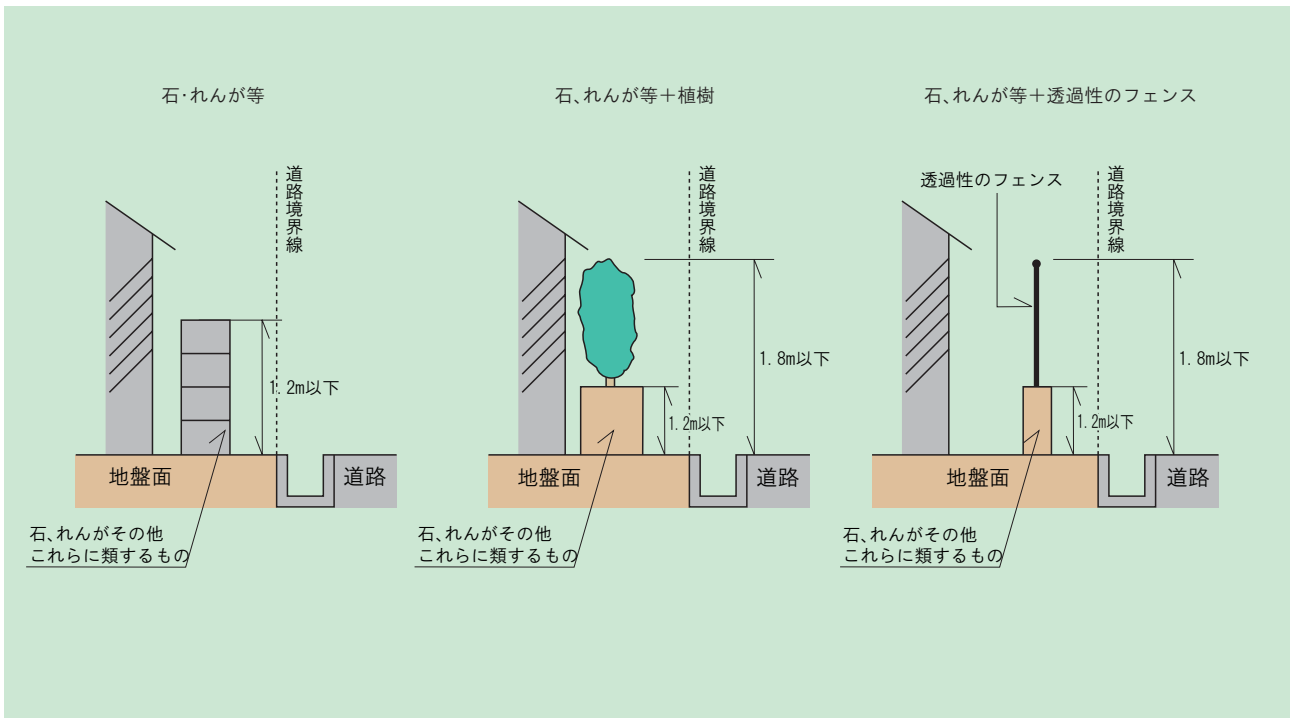 石・れんが等
道路境界線
1.2m以下
地盤面
道路
石、れんがその他
これらに類するもの
石、れんが等＋植樹
道路境界線
1.8m以下
1.2m以下
地盤面
道路
石、れんがその他
これらに類するもの
石、れんが等＋透過性のフェンス
透過性のフェンス
道路境界線
1.8m以下
1.2m以下
地盤面
道路
石、れんがその他
これらに類するもの